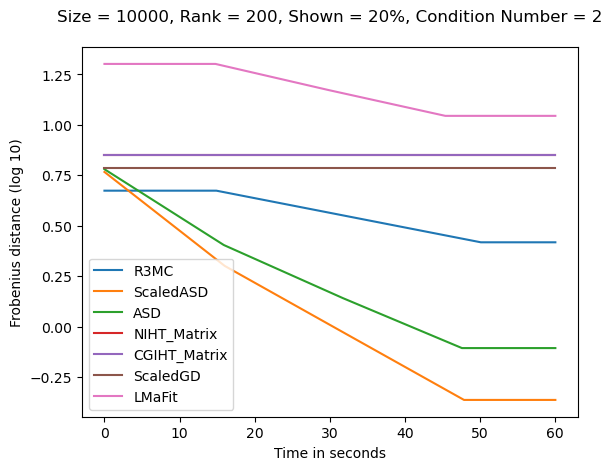 Size = 10000, Rank = 200, Shown = 20%, Condition Number = 2
Frobenius distance (log 10)
1.25
1.00
0.75
0.50
0.25
0.00
−0.25
R3MC
ScaledASD
ASD
NIHT_Matrix
CGIHT_Matrix
ScaledGD
LMaFit
0 10 20 30 40 50 60
Time in seconds